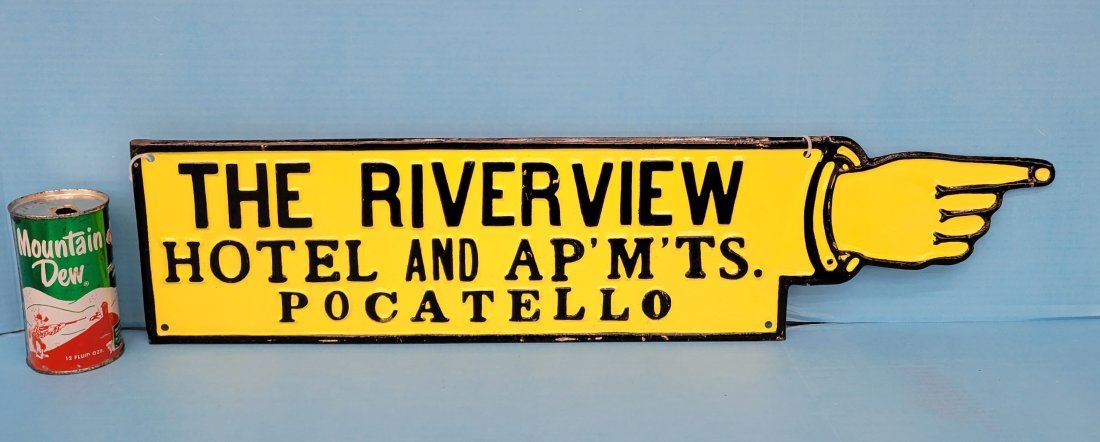 THE RIVERVIEW
HOTEL AND AP'M'TS.
POCATELLO
Mountain
Dew
12 FLUID OZS.